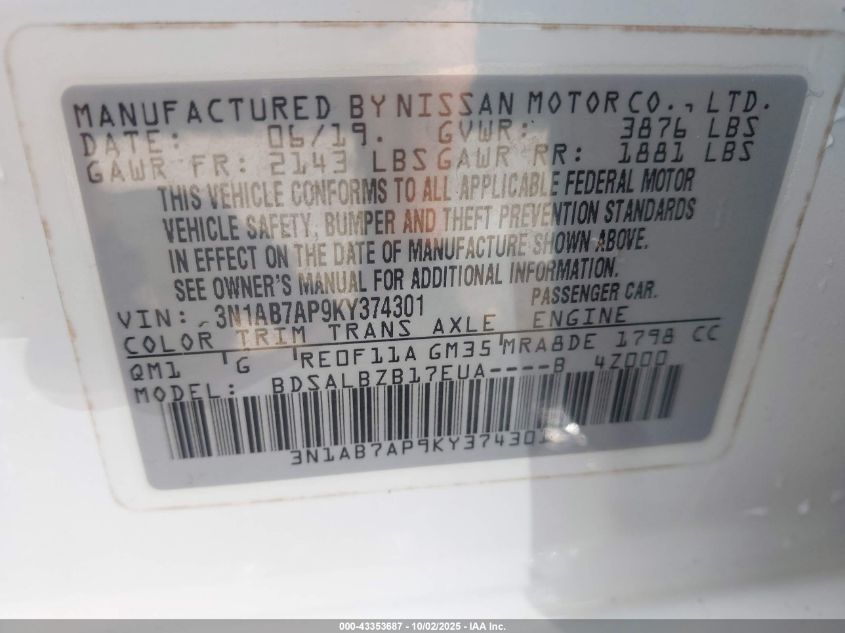 MANUFACTURED BY NISSAN MOTOR CO., LTD.
DATE: 06/19. GVWR: 3876 LBS
GAWR FR: 2143 LBS GAWR RR: 1881 LBS
THIS VEHICLE CONFORMS TO ALL APPLICABLE FEDERAL MOTOR
VEHICLE SAFETY, BUMPER AND THEFT PREVENTION STANDARDS
IN EFFECT ON THE DATE OF MANUFACTURE SHOWN ABOVE.
SEE OWNER'S MANUAL FOR ADDITIONAL INFORMATION.
VIN: 3N1AB7AP9KY374301 PASSENGER CAR.
COLOR TRIM TRANS AXLE ENGINE
QM1 G RE0F11A GM35 MRA8DE 1798 CC
MODEL: BDSALBZB17EUA----B 4Z000
3N1AB7AP9KY374301
000-43353687 - 10/02/2025 - IAA Inc.